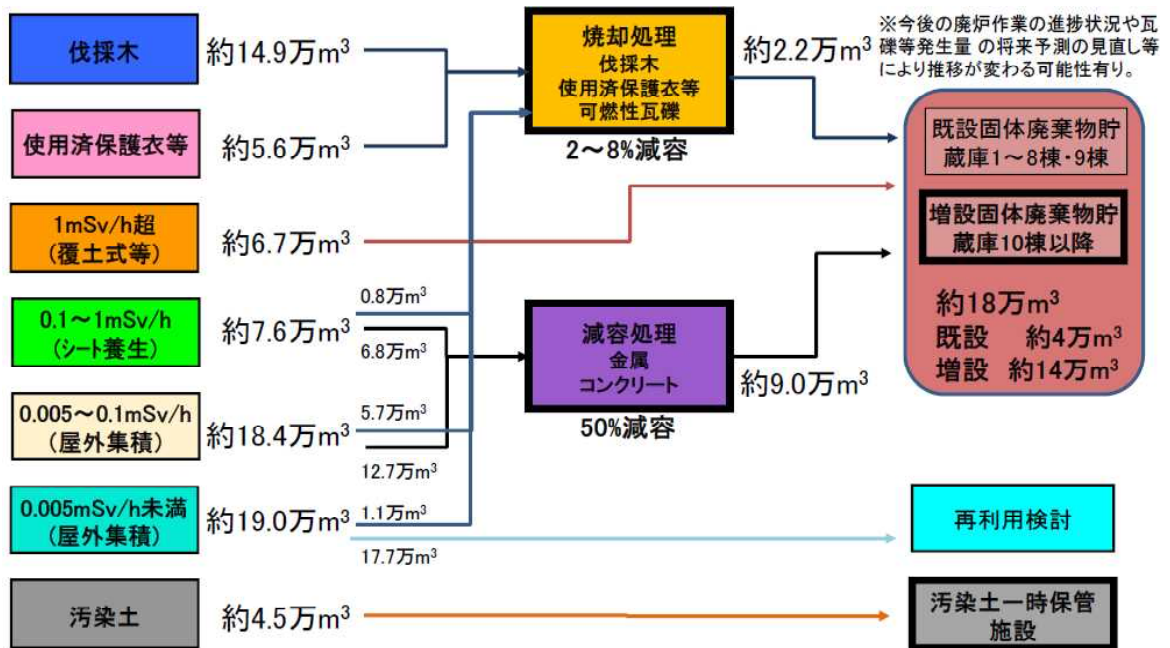 伐採木
約14.9万m³
焼却処理
伐採木
使用済保護衣等
可燃性瓦礫
2～8%減容
約2.2万m³
※今後の廃炉作業の進捗状況や瓦
礫等発生量 の将来予測の見直し等
により推移が変わる可能性有り。
使用済保護衣等
約5.6万m³
既設固体廃棄物貯
蔵庫1～8棟・9棟
1mSv/h超
(覆土式等)
約6.7万m³
増設固体廃棄物貯
蔵庫10棟以降
約18万m³
既設　約4万m³
増設　約14万m³
0.1～1mSv/h
(シート養生)
約7.6万m³
0.8万m³
6.8万m³
減容処理
金属
コンクリート
50%減容
約9.0万m³
0.005～0.1mSv/h
(屋外集積)
約18.4万m³
5.7万m³
12.7万m³
0.005mSv/h未満
(屋外集積)
約19.0万m³
1.1万m³
17.7万m³
再利用検討
汚染土
約4.5万m³
汚染土一時保管
施設